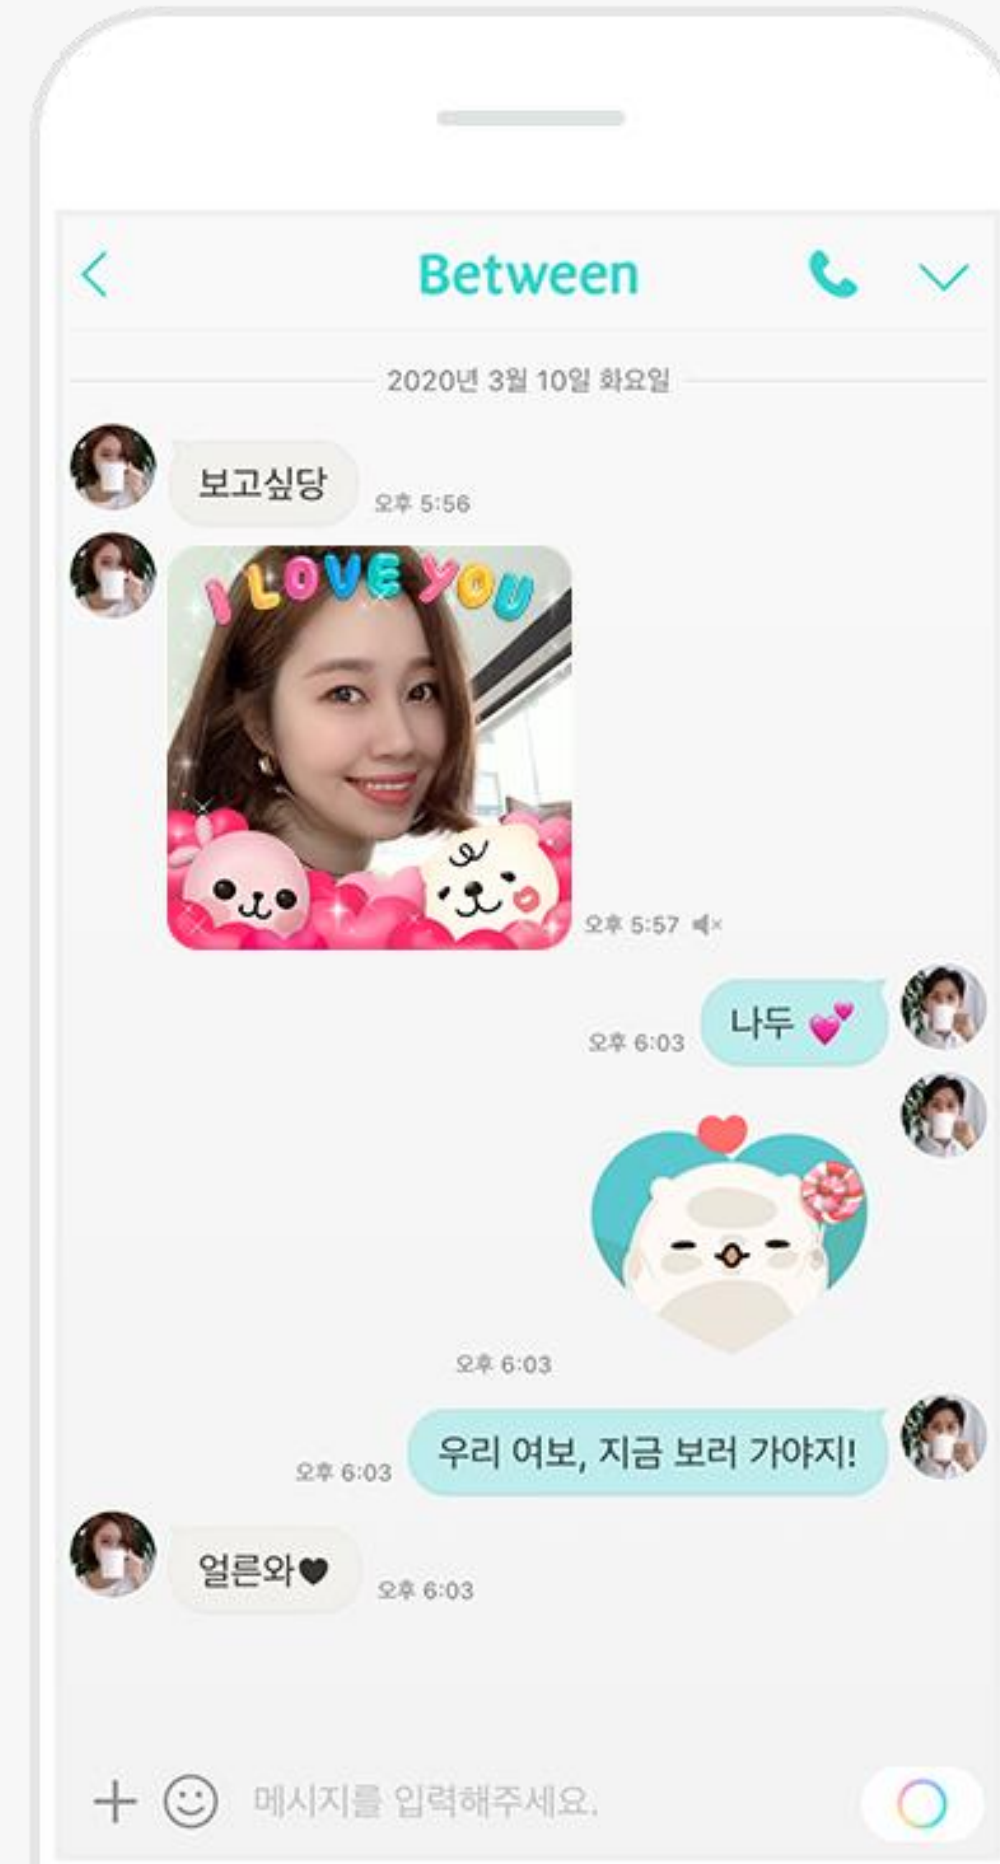 Between
2020년 3월 10일 화요일
보고싶당
오후 5:56
I LOVE YOU
오후 5:57
나두 💕
오후 6:03
오후 6:03
우리 여보, 지금 보러 가야지!
오후 6:03
얼른와♥
오후 6:03
메시지를 입력해주세요.